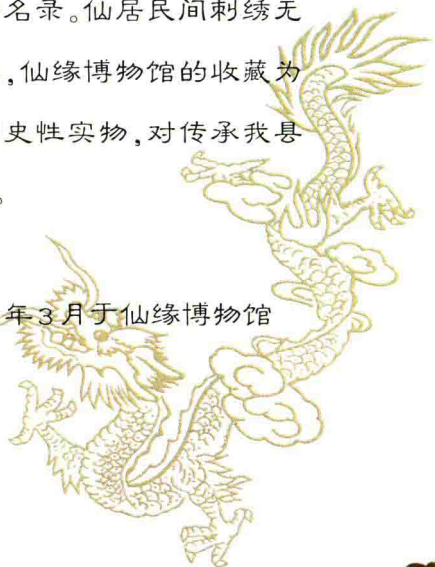 名录。仙居民间刺绣无
,仙缘博物馆的收藏为
史性实物,对传承我县
。
年3月于仙缘博物馆